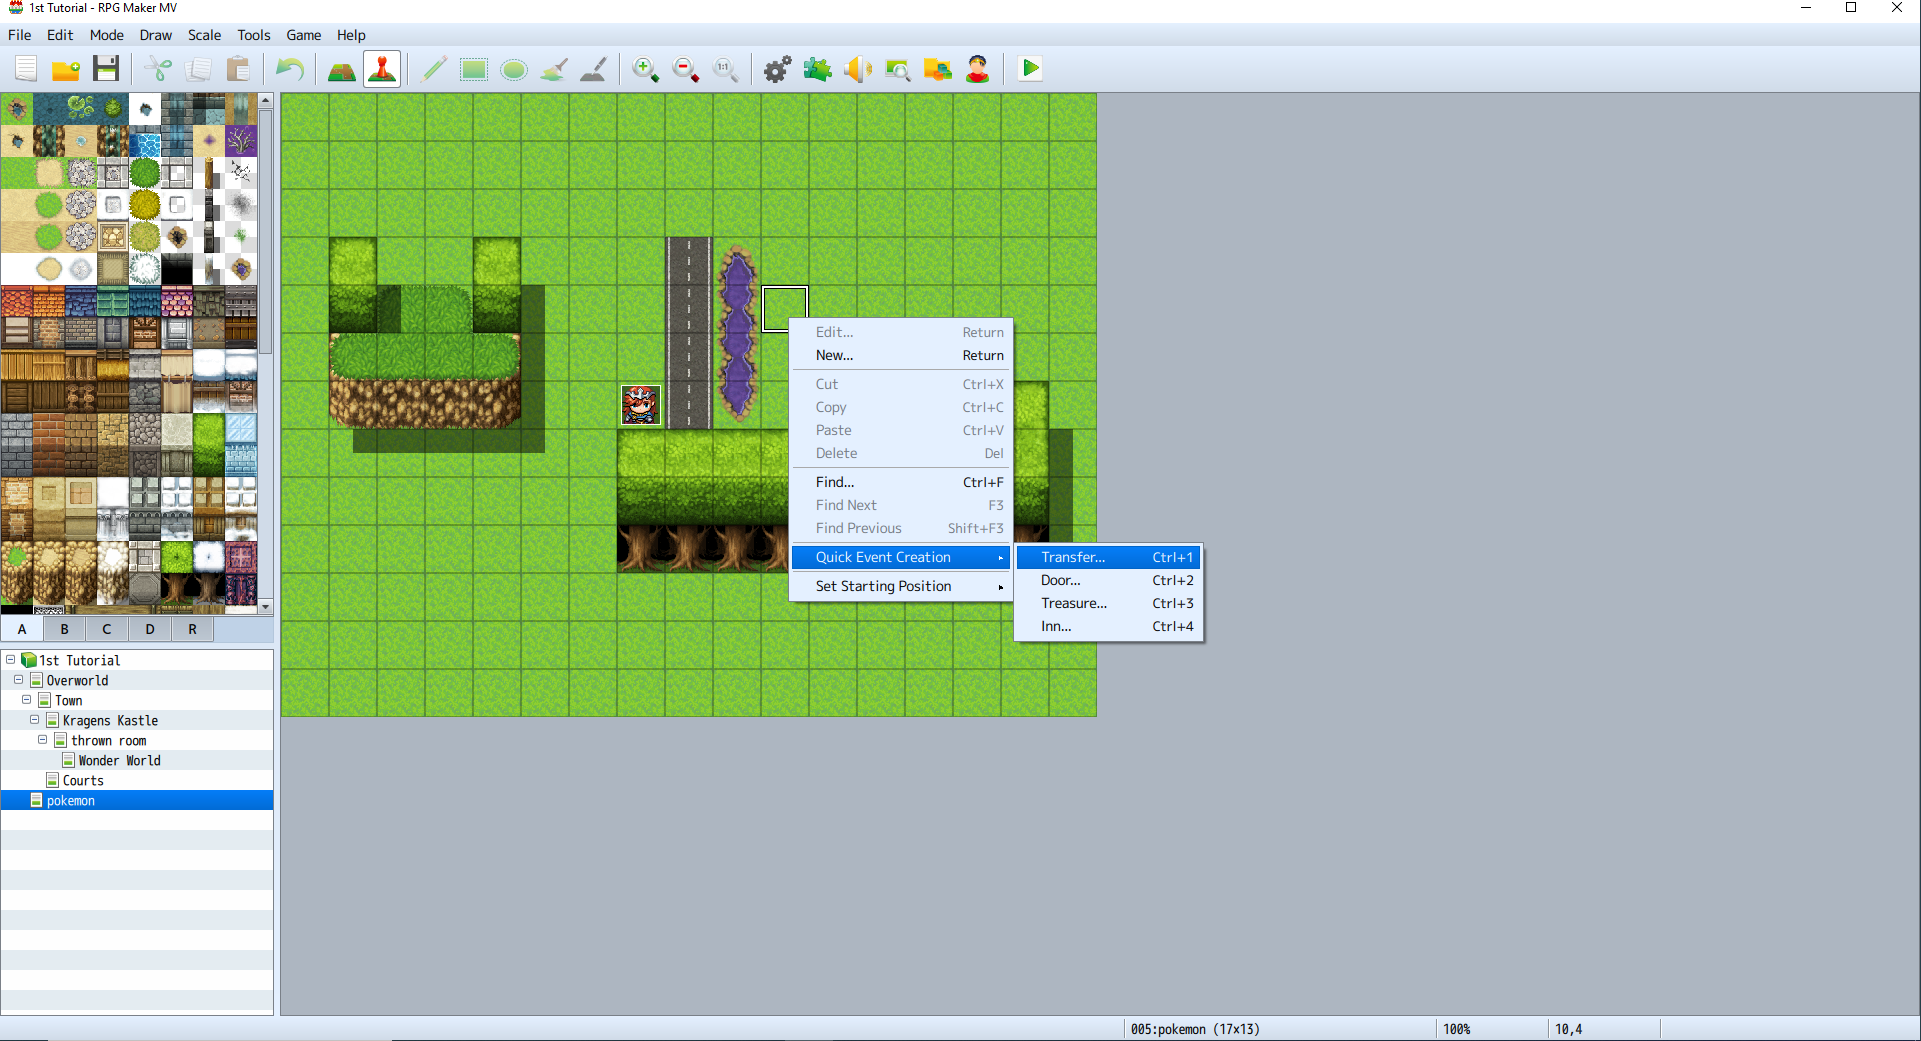 1st Tutorial - RPG Maker MV
File Edit Mode Draw Scale Tools Game Help
1:1
Edit... Return
New... Return
Cut Ctrl+X
Copy Ctrl+C
Paste Ctrl+V
Delete Del
Find... Ctrl+F
Find Next F3
Find Previous Shift+F3
Quick Event Creation
Set Starting Position
Transfer... Ctrl+1
Door... Ctrl+2
Treasure... Ctrl+3
Inn... Ctrl+4
A B C D R
1st Tutorial
Overworld
Town
Kragens Kastle
thrown room
Wonder World
Courts
pokemon
005:pokemon (17x13) 100% 10,4